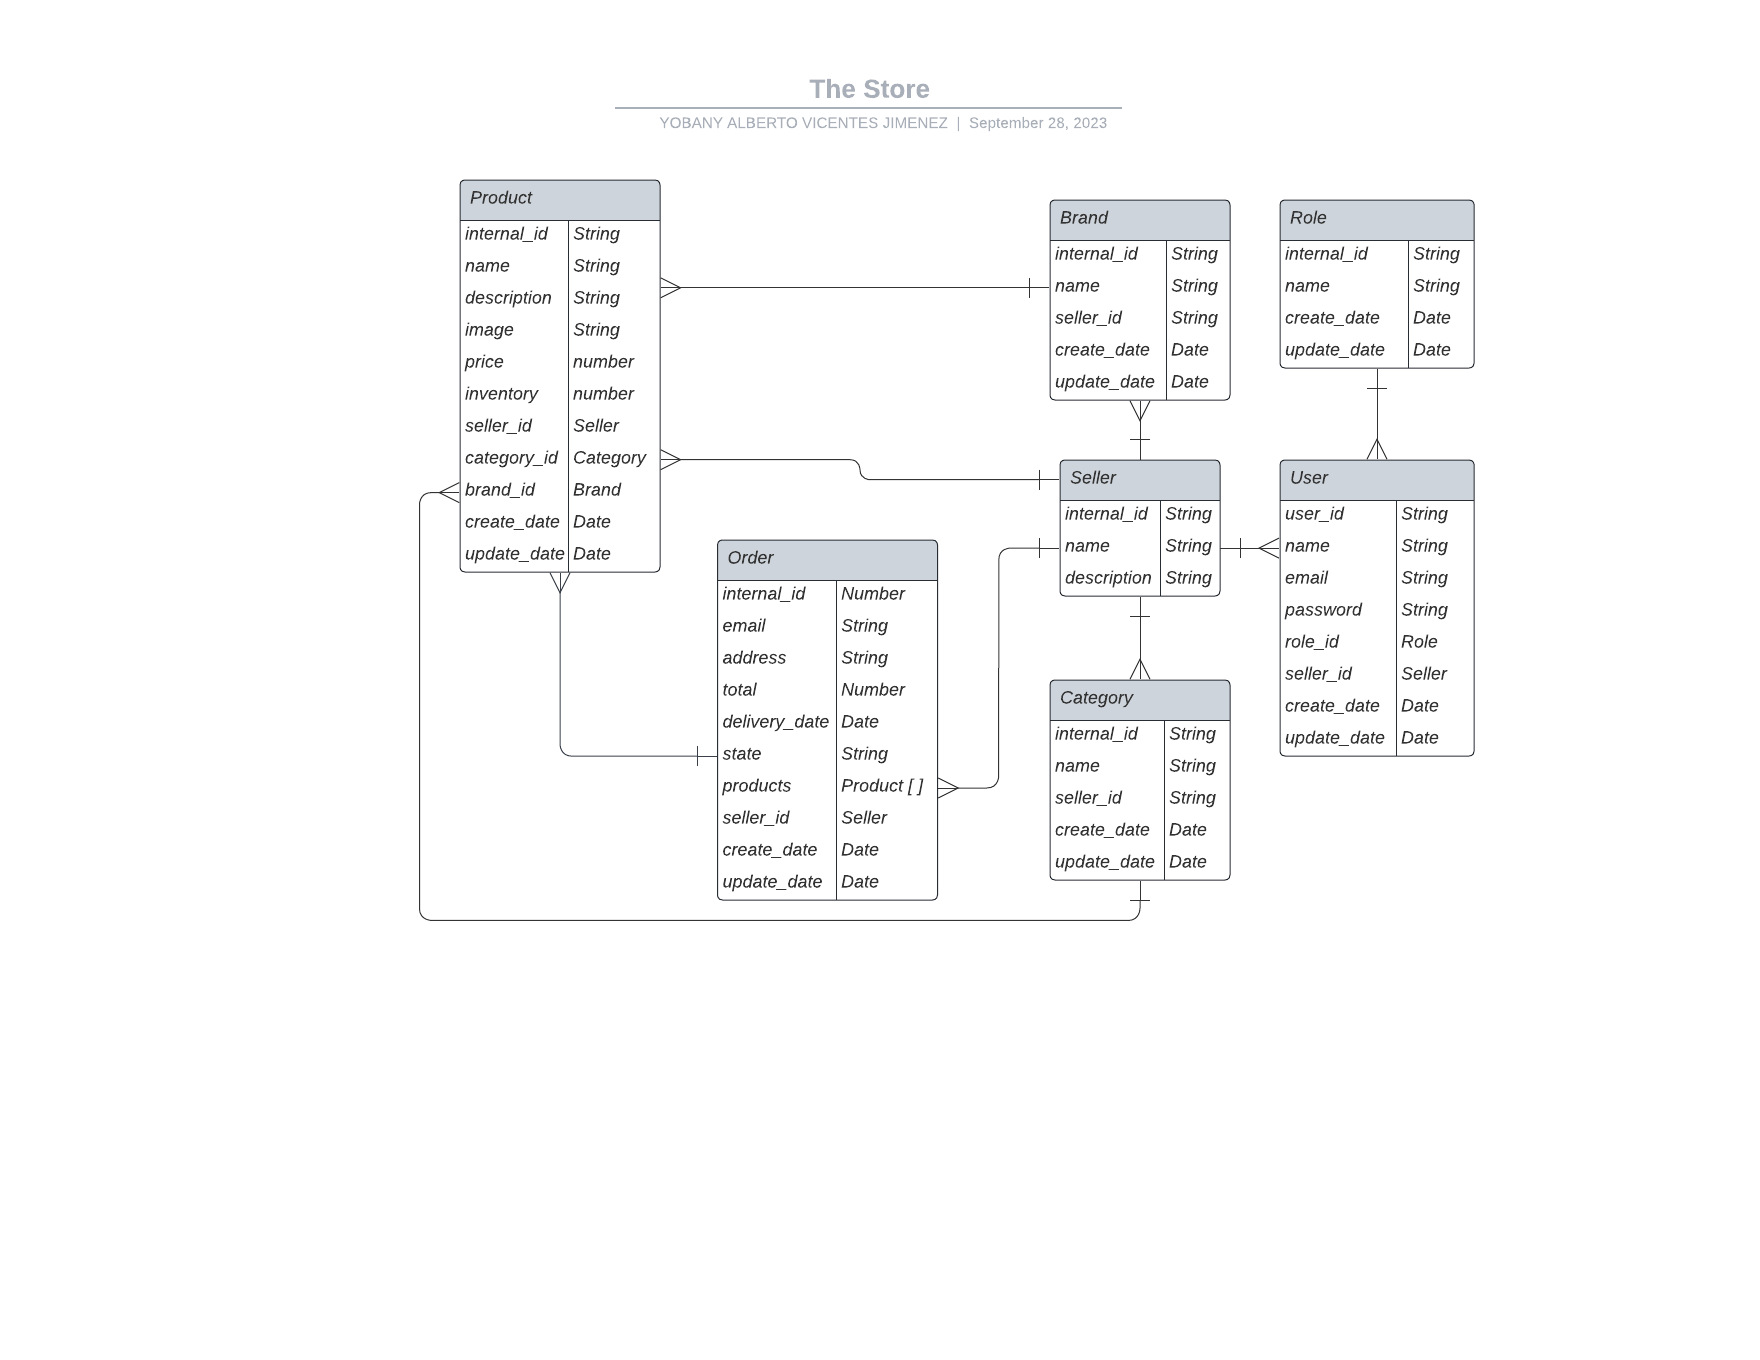 The Store
YOBANY ALBERTO VICENTES JIMENEZ | September 28, 2023
Product
internal_id String
name String
description String
image String
price number
inventory number
seller_id Seller
category_id Category
brand_id Brand
create_date Date
update_date Date
Brand
internal_id String
name String
seller_id String
create_date Date
update_date Date
Role
internal_id String
name String
create_date Date
update_date Date
Seller
internal_id String
name String
description String
User
user_id String
name String
email String
password String
role_id Role
seller_id Seller
create_date Date
update_date Date
Order
internal_id Number
email String
address String
total Number
delivery_date Date
state String
products Product [ ]
seller_id Seller
create_date Date
update_date Date
Category
internal_id String
name String
seller_id String
create_date Date
update_date Date